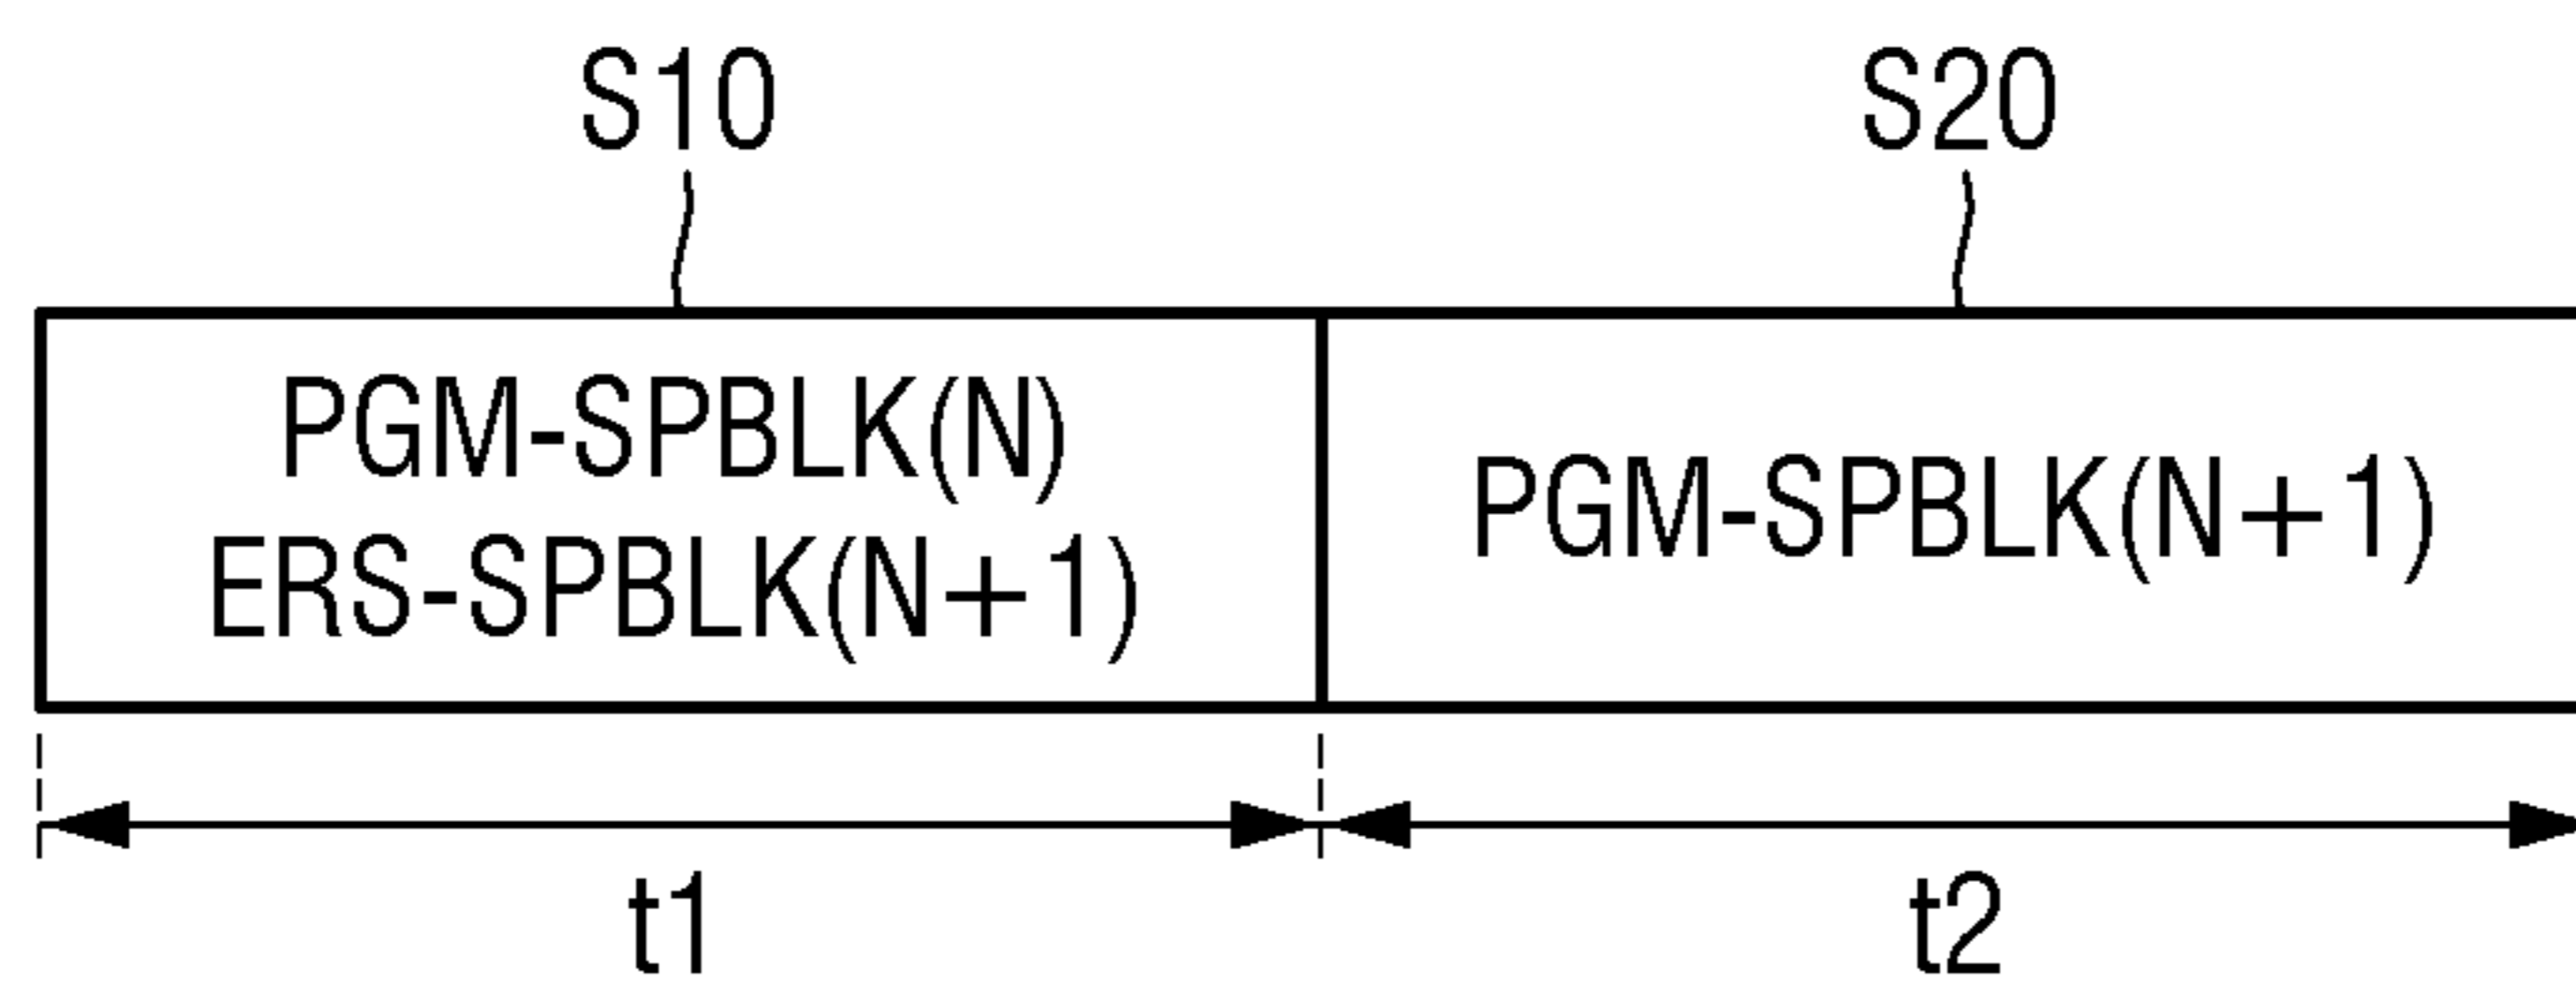 S10 S20
PGM-SPBLK(N)
ERS-SPBLK(N+1)
PGM-SPBLK(N+1)
t1 t2